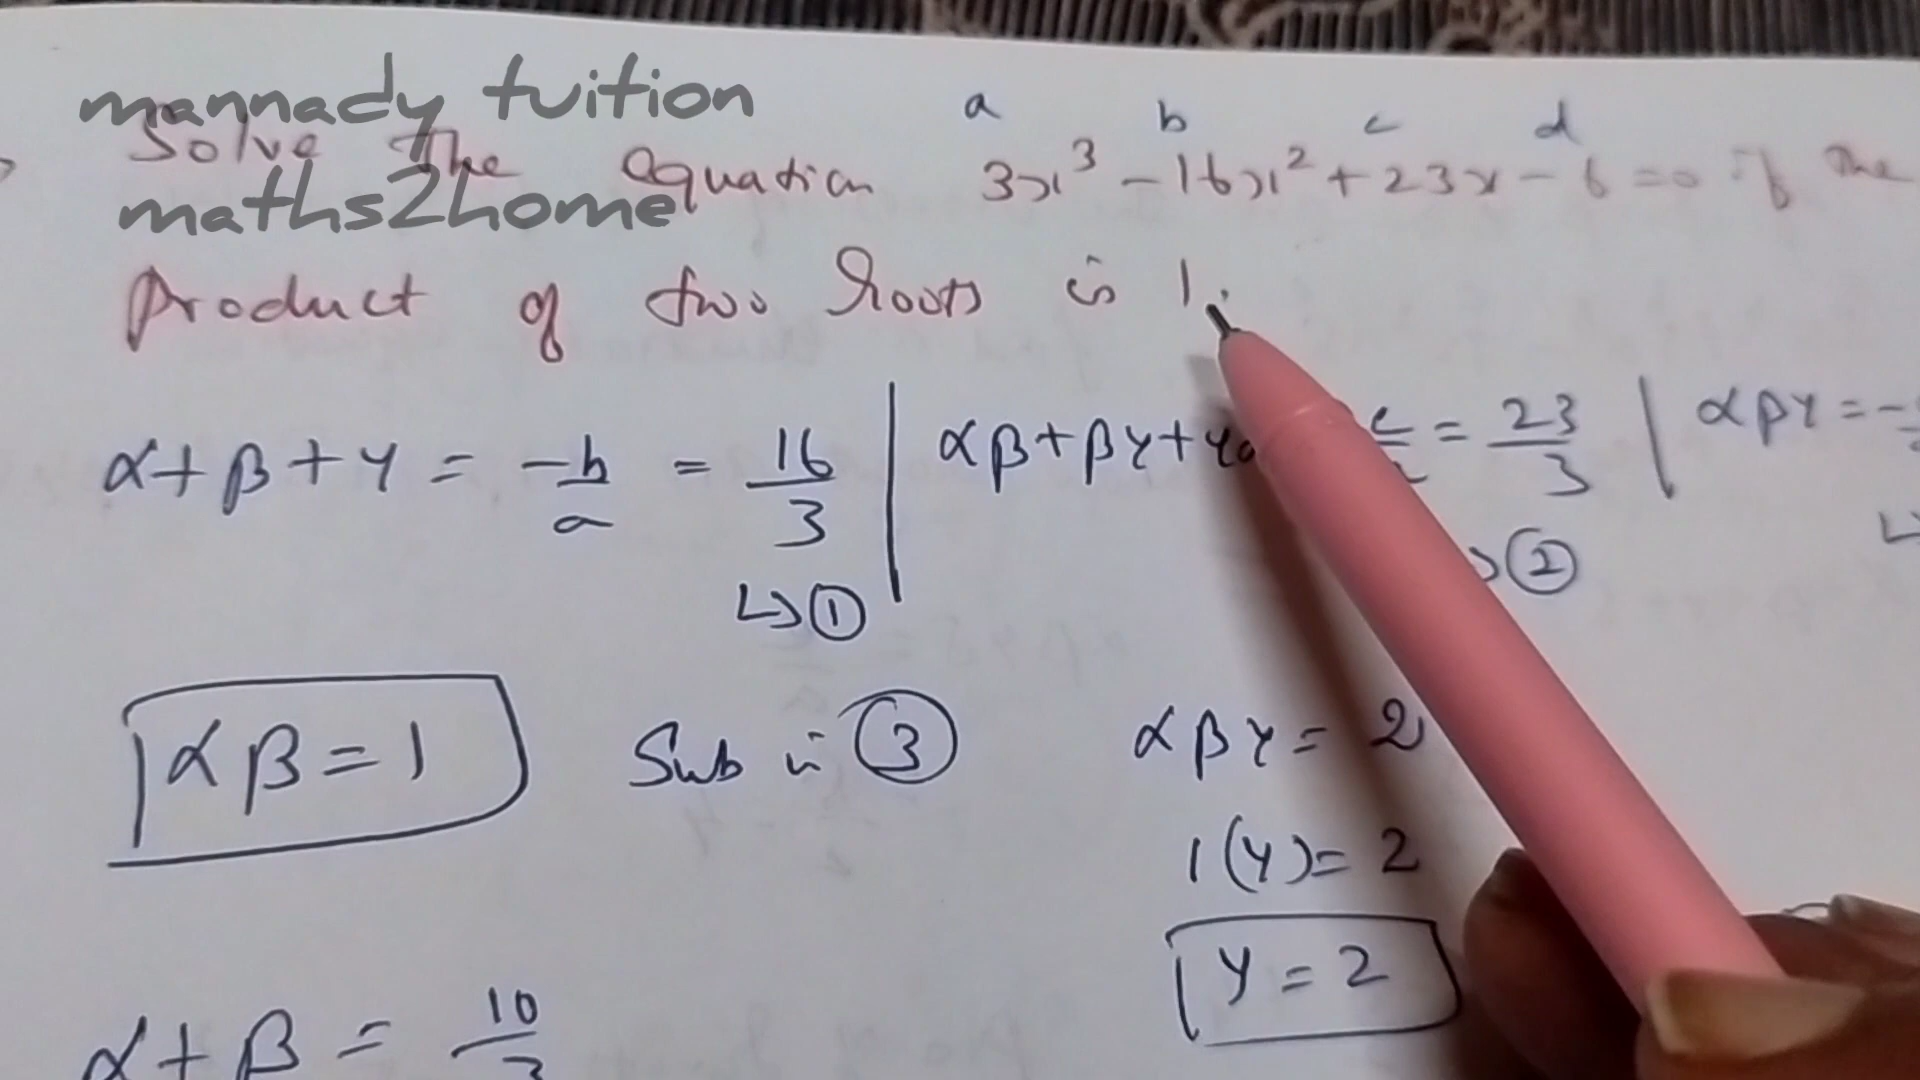 mannady tuition
maths2home
a b c d
Solve the equation 3x³ - 16x² + 23x - 6 = 0 if the
product of two roots is 1.
α + β + γ = -b/a = 16/3
↳ ①
αβ + βγ + γα c = 23/3
②
αβγ = -
↳
αβ = 1
Sub in ③
αβγ = 2
1(γ) = 2
γ = 2
α + β = 10/3